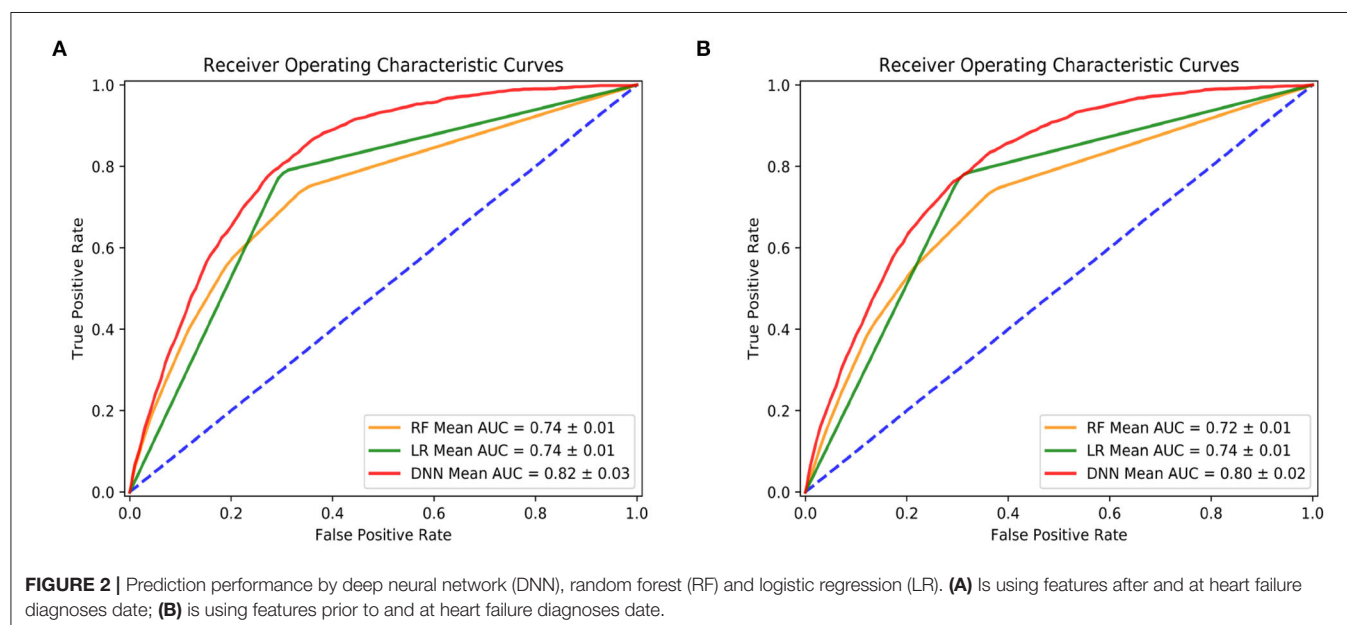 A
Receiver Operating Characteristic Curves
True Positive Rate
1.0
0.8
0.6
0.4
0.2
0.0
RF Mean AUC = 0.74 ± 0.01
LR Mean AUC = 0.74 ± 0.01
DNN Mean AUC = 0.82 ± 0.03
0.0 0.2 0.4 0.6 0.8 1.0
False Positive Rate
B
Receiver Operating Characteristic Curves
True Positive Rate
1.0
0.8
0.6
0.4
0.2
0.0
RF Mean AUC = 0.72 ± 0.01
LR Mean AUC = 0.74 ± 0.01
DNN Mean AUC = 0.80 ± 0.02
0.0 0.2 0.4 0.6 0.8 1.0
False Positive Rate
FIGURE 2 | Prediction performance by deep neural network (DNN), random forest (RF) and logistic regression (LR). (A) Is using features after and at heart failure
diagnoses date; (B) is using features prior to and at heart failure diagnoses date.